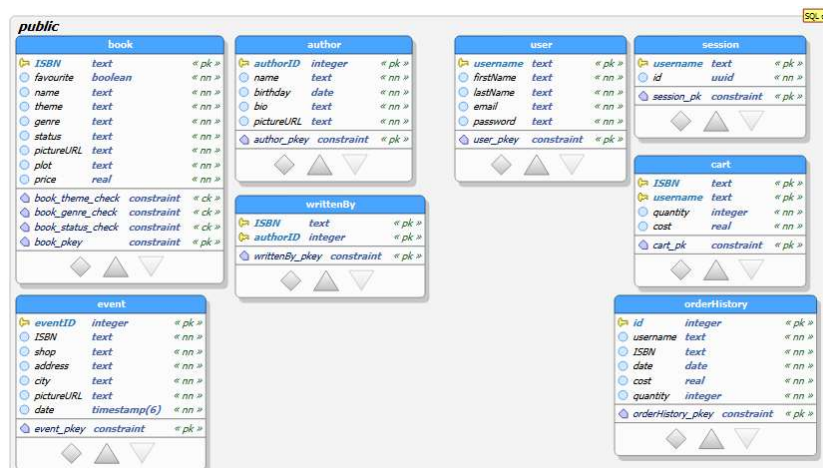 SQL
public
book
ISBN text « pk »
favourite boolean « nn »
name text « nn »
theme text « nn »
genre text « nn »
status text « nn »
pictureURL text « nn »
plot text « nn »
price real « nn »
book_theme_check constraint « ck »
book_genre_check constraint « ck »
book_status_check constraint « ck »
book_pkey constraint « pk »
author
authorID integer « pk »
name text « nn »
birthday date « nn »
bio text « nn »
pictureURL text « nn »
author_pkey constraint « pk »
user
username text « pk »
firstName text « nn »
lastName text « nn »
email text « nn »
password text « nn »
user_pkey constraint « pk »
session
username text « pk »
id uuid « nn »
session_pk constraint « pk »
writtenBy
ISBN text « pk »
authorID integer « pk »
writtenBy_pkey constraint « pk »
cart
ISBN text « pk »
username text « pk »
quantity integer « nn »
cost real « nn »
cart_pk constraint « pk »
event
eventID integer « pk »
ISBN text « nn »
shop text « nn »
address text « nn »
city text « nn »
pictureURL text « nn »
date timestamp(6) « nn »
event_pkey constraint « pk »
orderHistory
id integer « pk »
username text « nn »
ISBN text « nn »
date date « nn »
cost real « nn »
quantity integer « nn »
orderHistory_pkey constraint « pk »